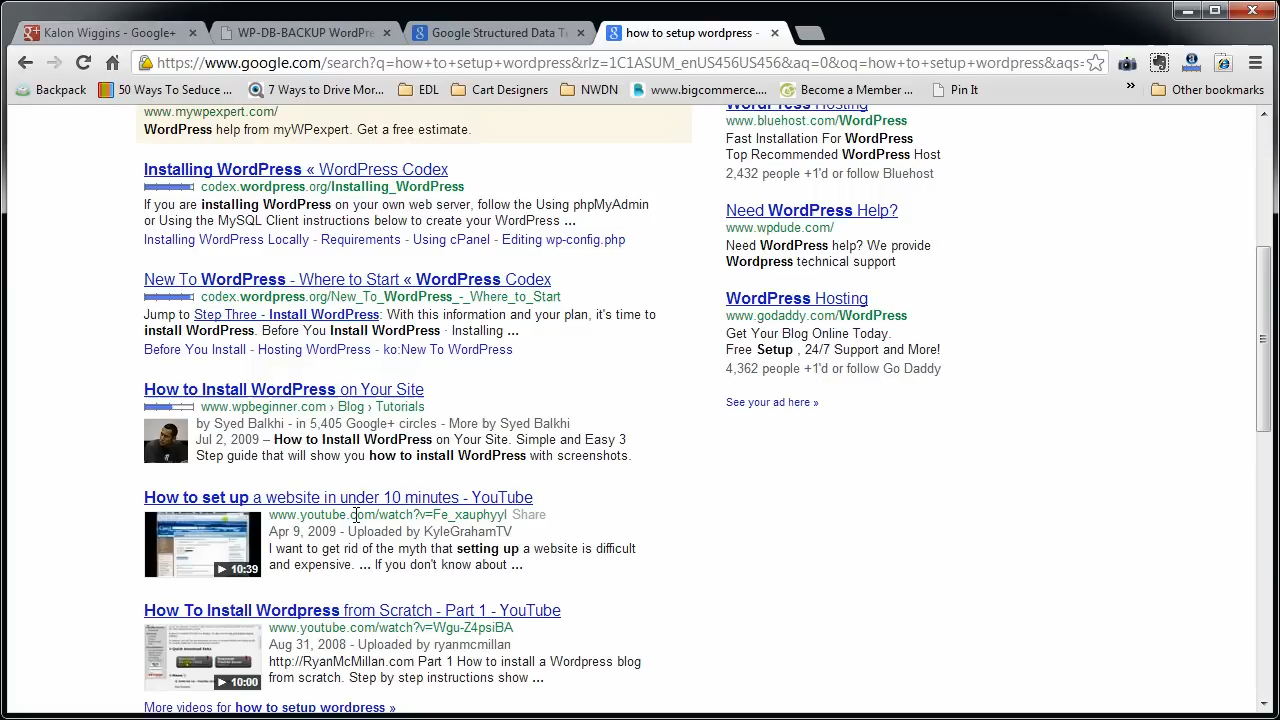 Kalon Wiggins - Google+
WP-DB-BACKUP WordPre
Google Structured Data T
how to setup wordpress -
https://www.google.com/search?q=how+to+setup+wordpress&rlz=1C1ASUM_enUS456US456&aq=0&oq=how+to+setup+wordpress&aqs
Backpack
50 Ways To Seduce ...
7 Ways to Drive Mor...
EDL
Cart Designers
NWDN
www.bigcommerce....
Become a Member ...
Pin It
»
Other bookmarks
www.mywpexpert.com/
WordPress help from myWPexpert. Get a free estimate.
Installing WordPress « WordPress Codex
codex.wordpress.org/Installing_WordPress
If you are installing WordPress on your own web server, follow the Using phpMyAdmin
or Using the MySQL Client instructions below to create your WordPress ...
Installing WordPress Locally - Requirements - Using cPanel - Editing wp-config.php
New To WordPress - Where to Start « WordPress Codex
codex.wordpress.org/New_To_WordPress_-_Where_to_Start
Jump to Step Three - Install WordPress: With this information and your plan, it's time to
install WordPress. Before You Install WordPress · Installing ...
Before You Install - Hosting WordPress - ko:New To WordPress
How to Install WordPress on Your Site
www.wpbeginner.com › Blog › Tutorials
by Syed Balkhi - in 5,405 Google+ circles - More by Syed Balkhi
Jul 2, 2009 – How to Install WordPress on Your Site. Simple and Easy 3
Step guide that will show you how to install WordPress with screenshots.
How to set up a website in under 10 minutes - YouTube
www.youtube.com/watch?v=Fe_xauphyyI Share
Apr 9, 2009 - Uploaded by KyleGrahamTV
I want to get rid of the myth that setting up a website is difficult
and expensive. ... If you don't know about ...
10:39
How To Install Wordpress from Scratch - Part 1 - YouTube
www.youtube.com/watch?v=Wqu-Z4psiBA
Aug 31, 2007 - Uploaded by danmcmillan
http://www. how to install a Wordpress blog
from scratch step by step instructions show ...
10:00
More videos for how to setup wordpress »
WordPress Hosting
www.bluehost.com/WordPress
Fast Installation For WordPress
Top Recommended WordPress Host
2,432 people +1'd or follow Bluehost
Need WordPress Help?
www.wpdude.com/
Need WordPress help? We provide
Wordpress technical support
WordPress Hosting
www.godaddy.com/WordPress
Get Your Blog Online Today.
Free Setup , 24/7 Support and More!
4,362 people +1'd or follow Go Daddy
See your ad here »